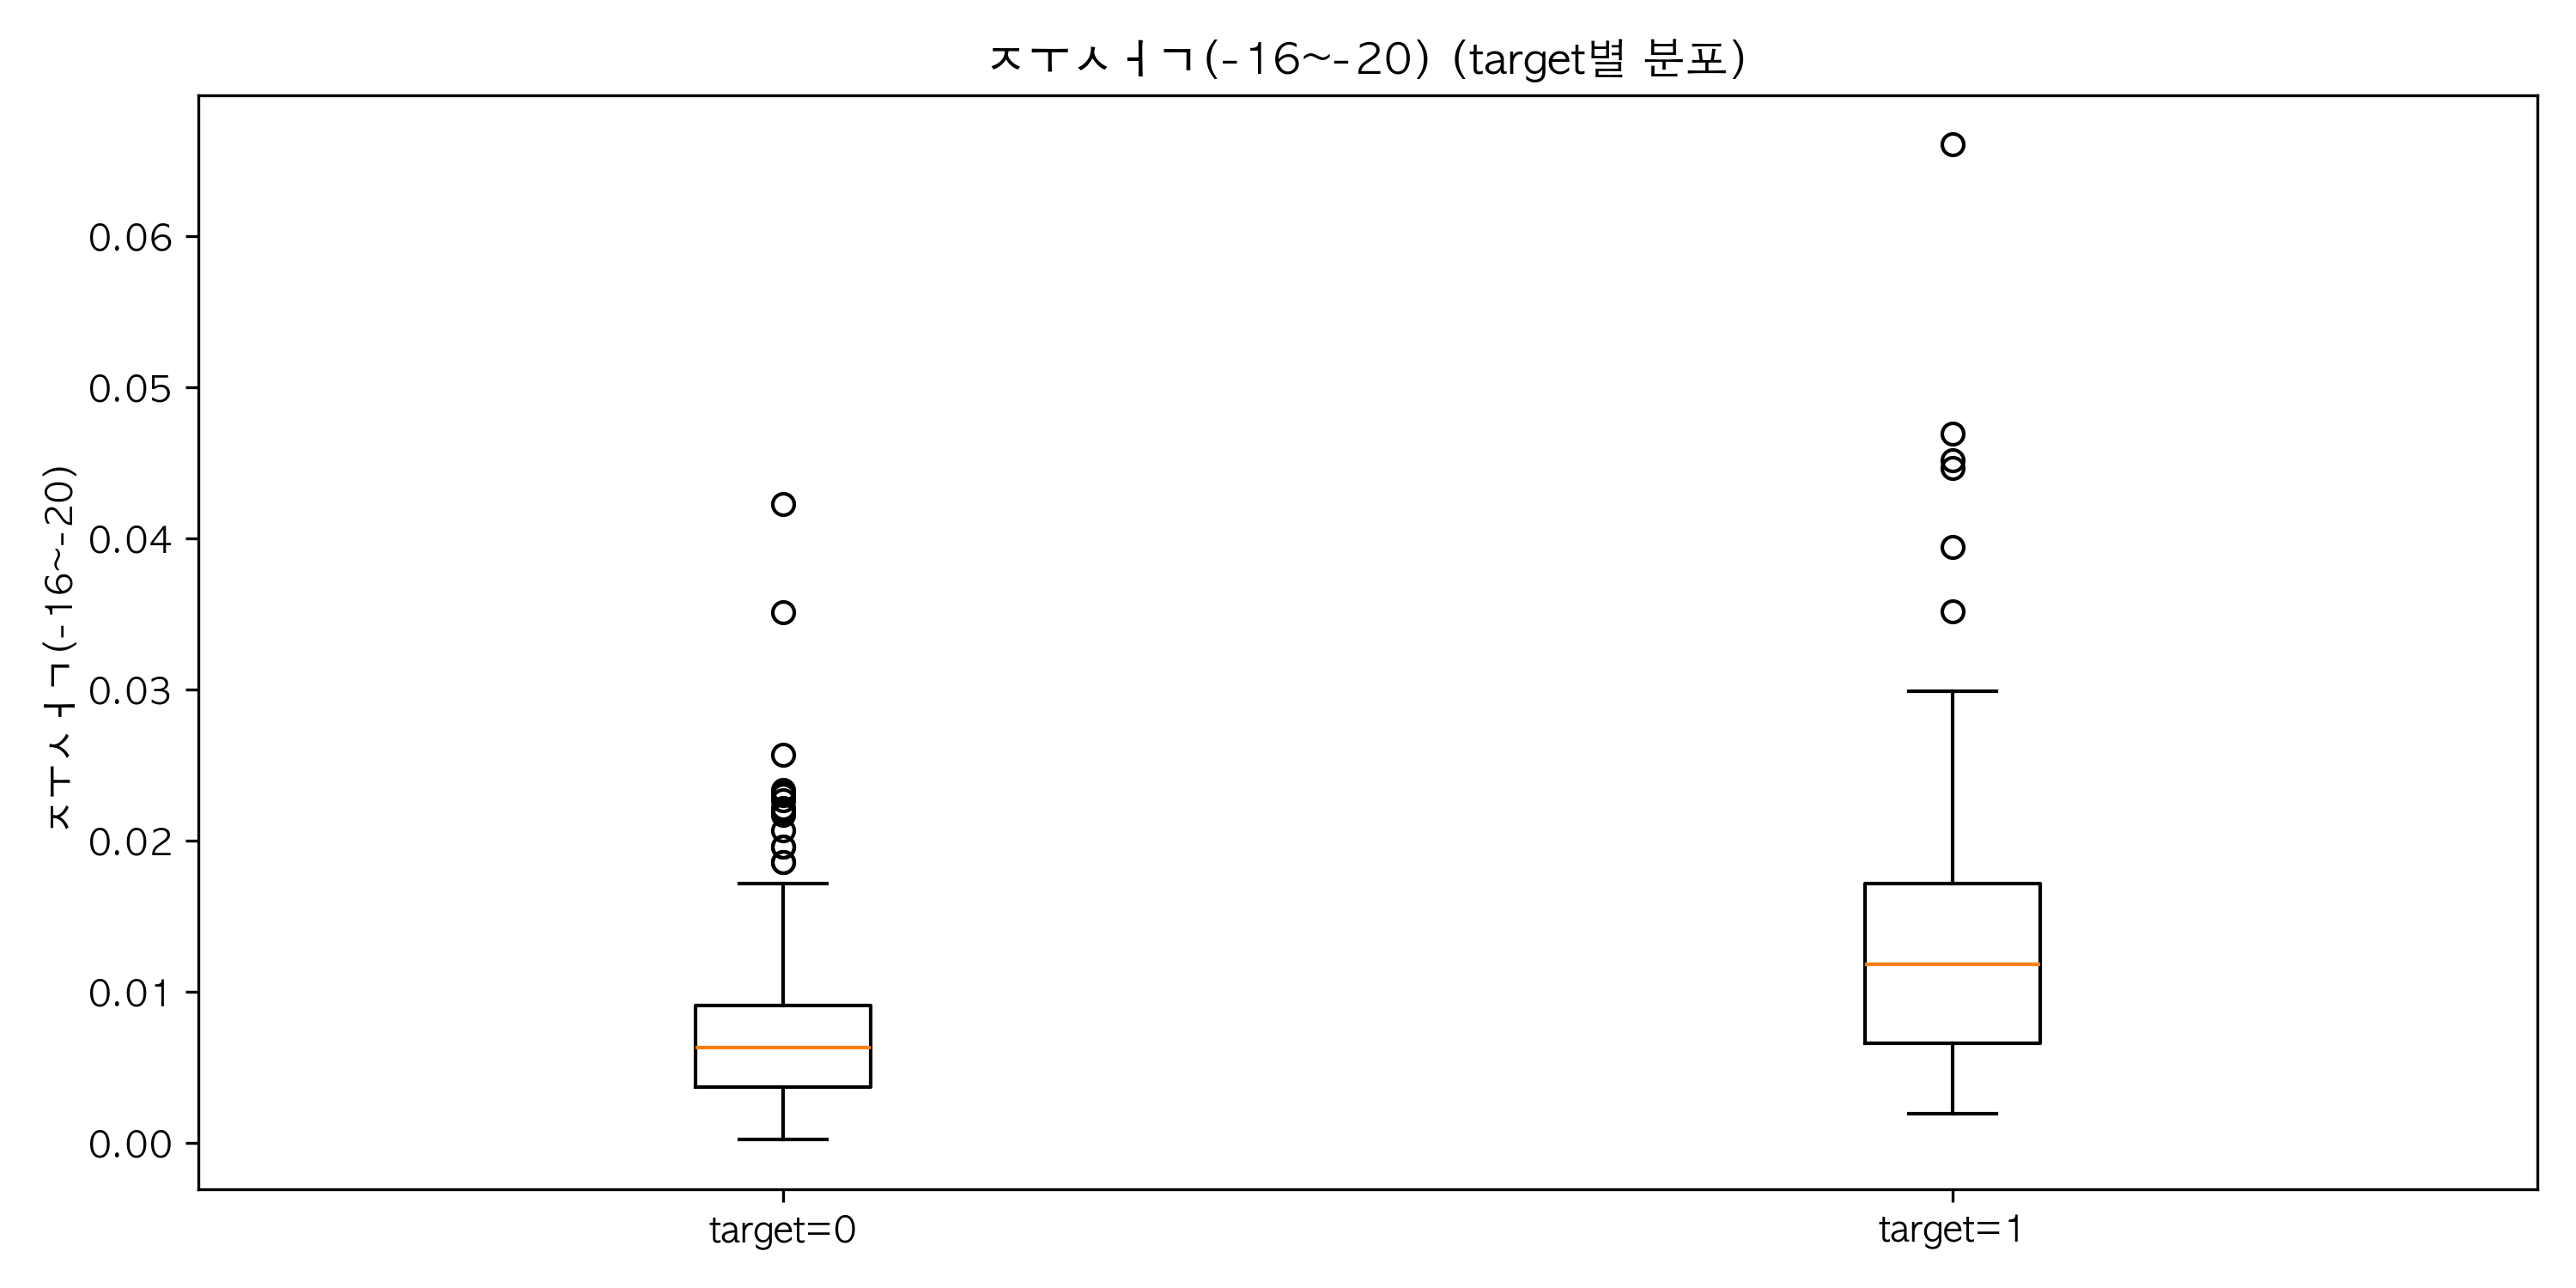 ㅈㅜㅅㅓㄱ(-16~-20) (target별 분포)
ㅈㅜㅅㅓㄱ(-16~-20)
0.06
0.05
0.04
0.03
0.02
0.01
0.00
target=0
target=1